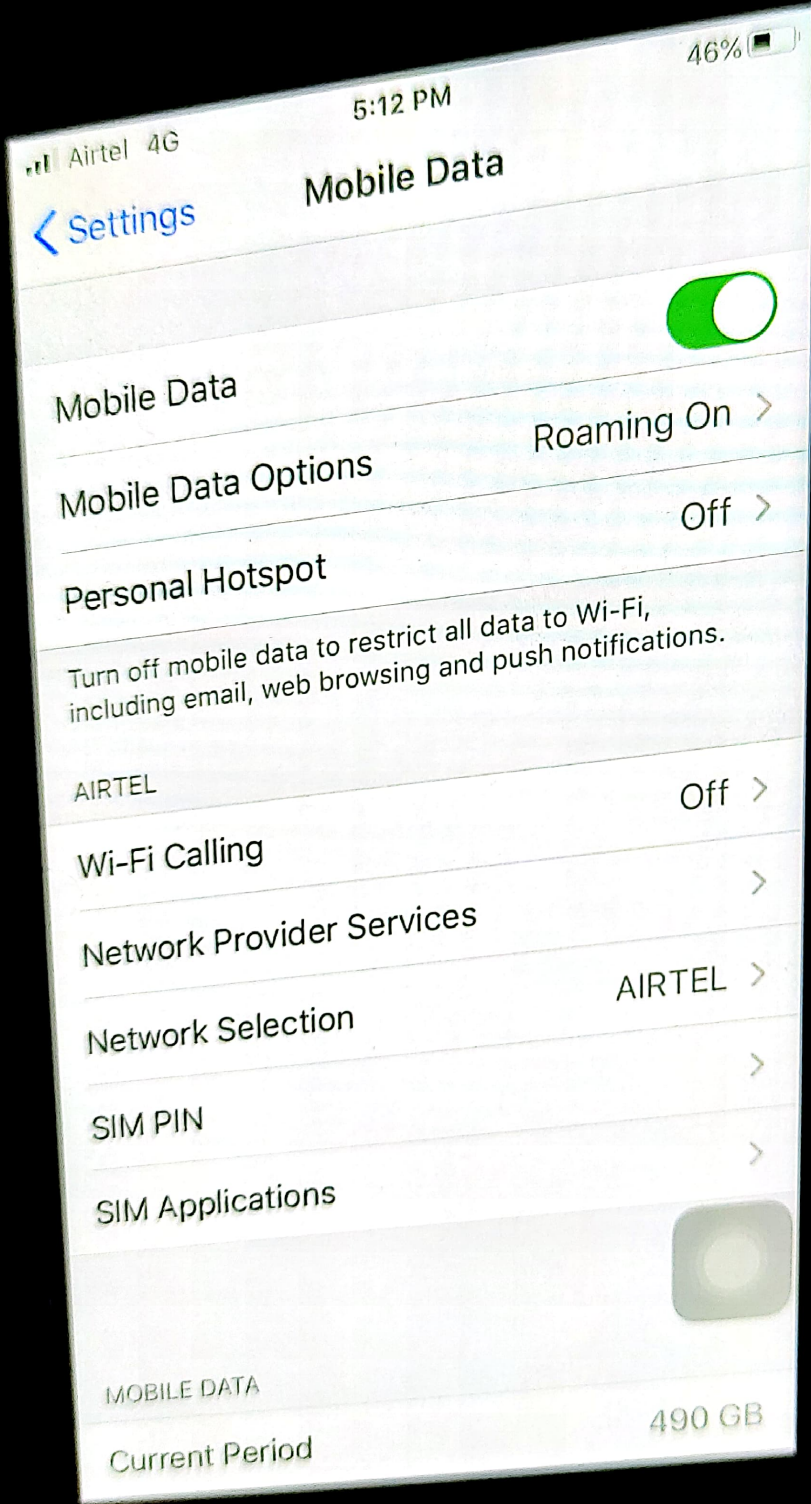 Airtel 4G 5:12 PM 46%
Settings Mobile Data
Mobile Data
Mobile Data Options Roaming On
Personal Hotspot Off
Turn off mobile data to restrict all data to Wi-Fi,
including email, web browsing and push notifications.
AIRTEL
Wi-Fi Calling Off
Network Provider Services
Network Selection AIRTEL
SIM PIN
SIM Applications
MOBILE DATA
Current Period 490 GB